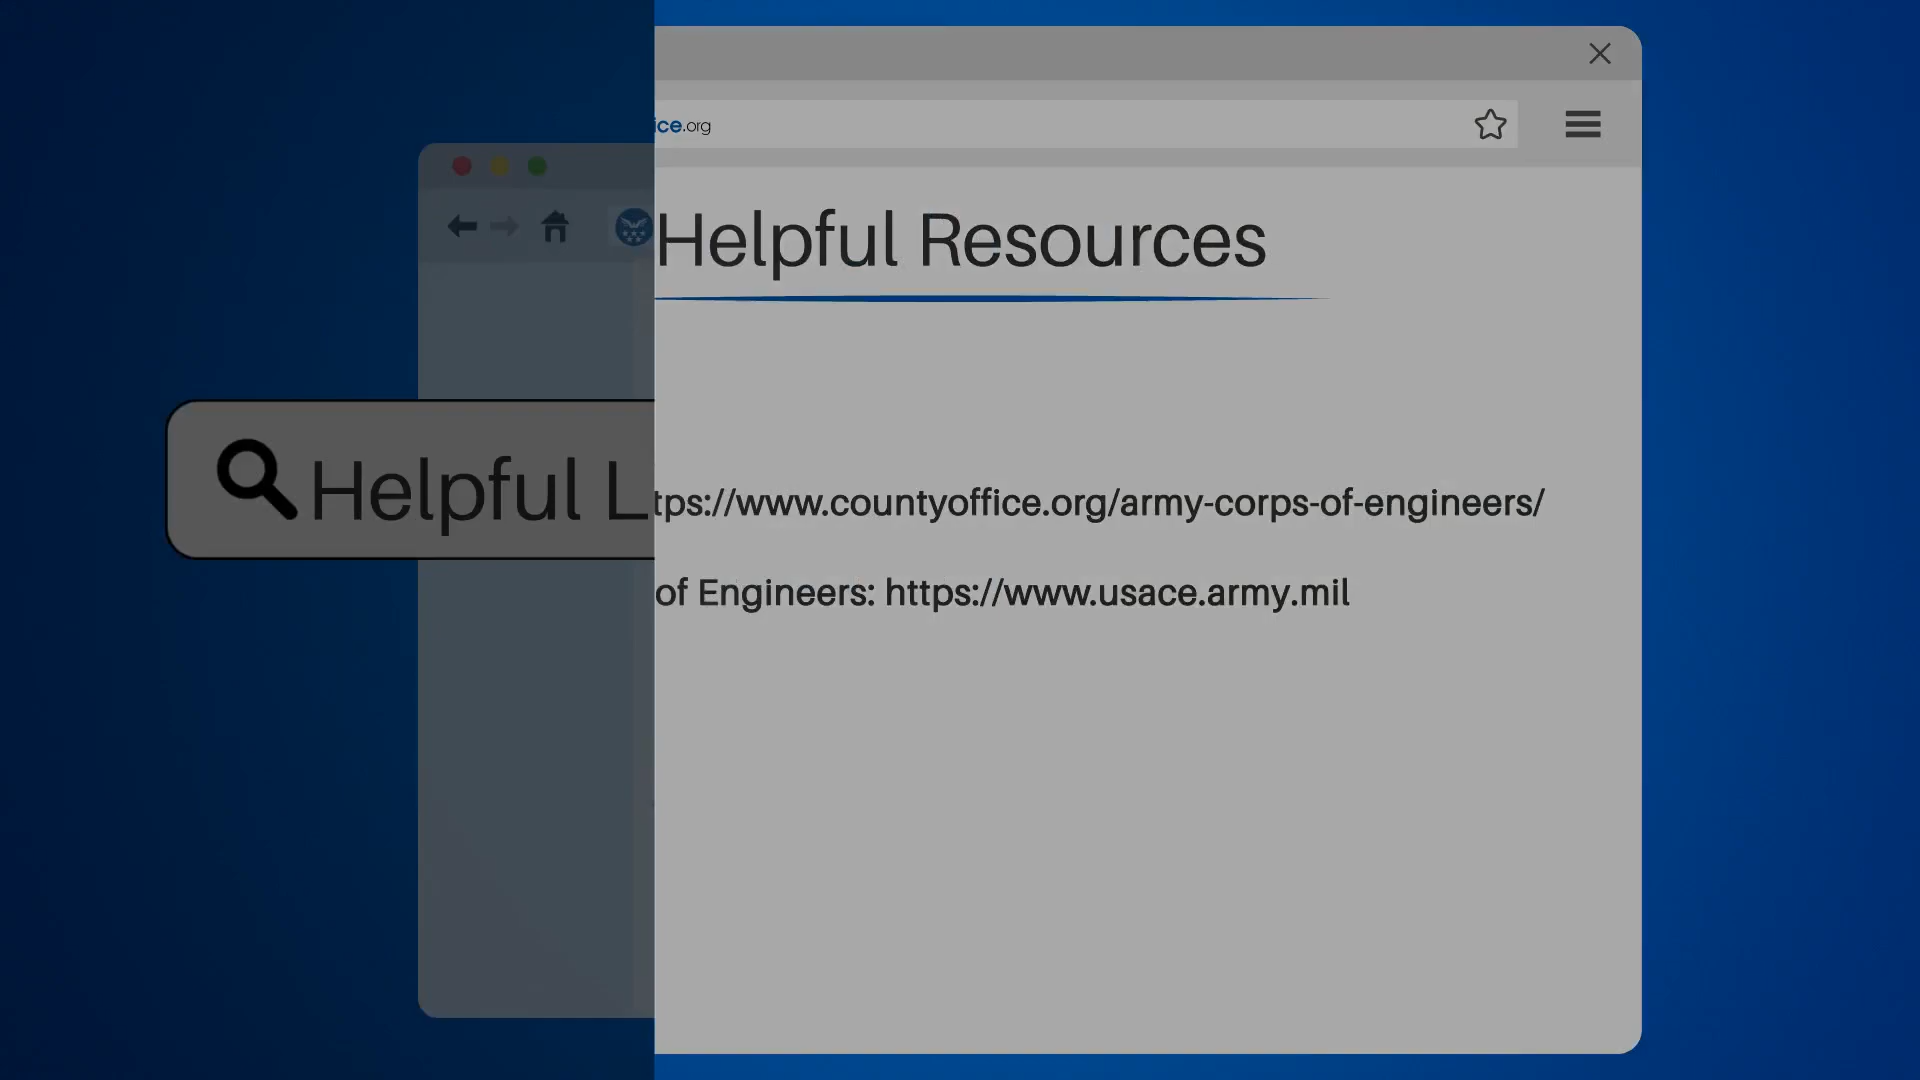 ice.org
Helpful Resources
Helpful L
tps://www.countyoffice.org/army-corps-of-engineers/
of Engineers: https://www.usace.army.mil